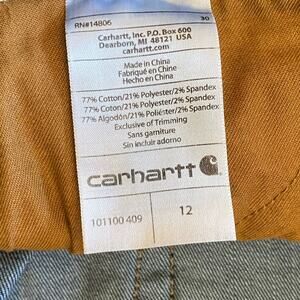 RN#14806 30
Carhartt, Inc. P.O. Box 600
Dearborn, MI 48121 USA
carhartt.com
Made in China
Fabriqué en Chine
Hecho en China
77% Cotton/21% Polyester/2% Spandex
77% Cotton/21% Polyester/2% Spandex
77% Algodón/21% Poliéster/2% Spandex
Exclusive of Trimming
Sans garniture
Sin incluir adorno
carhartt
101100 409 12